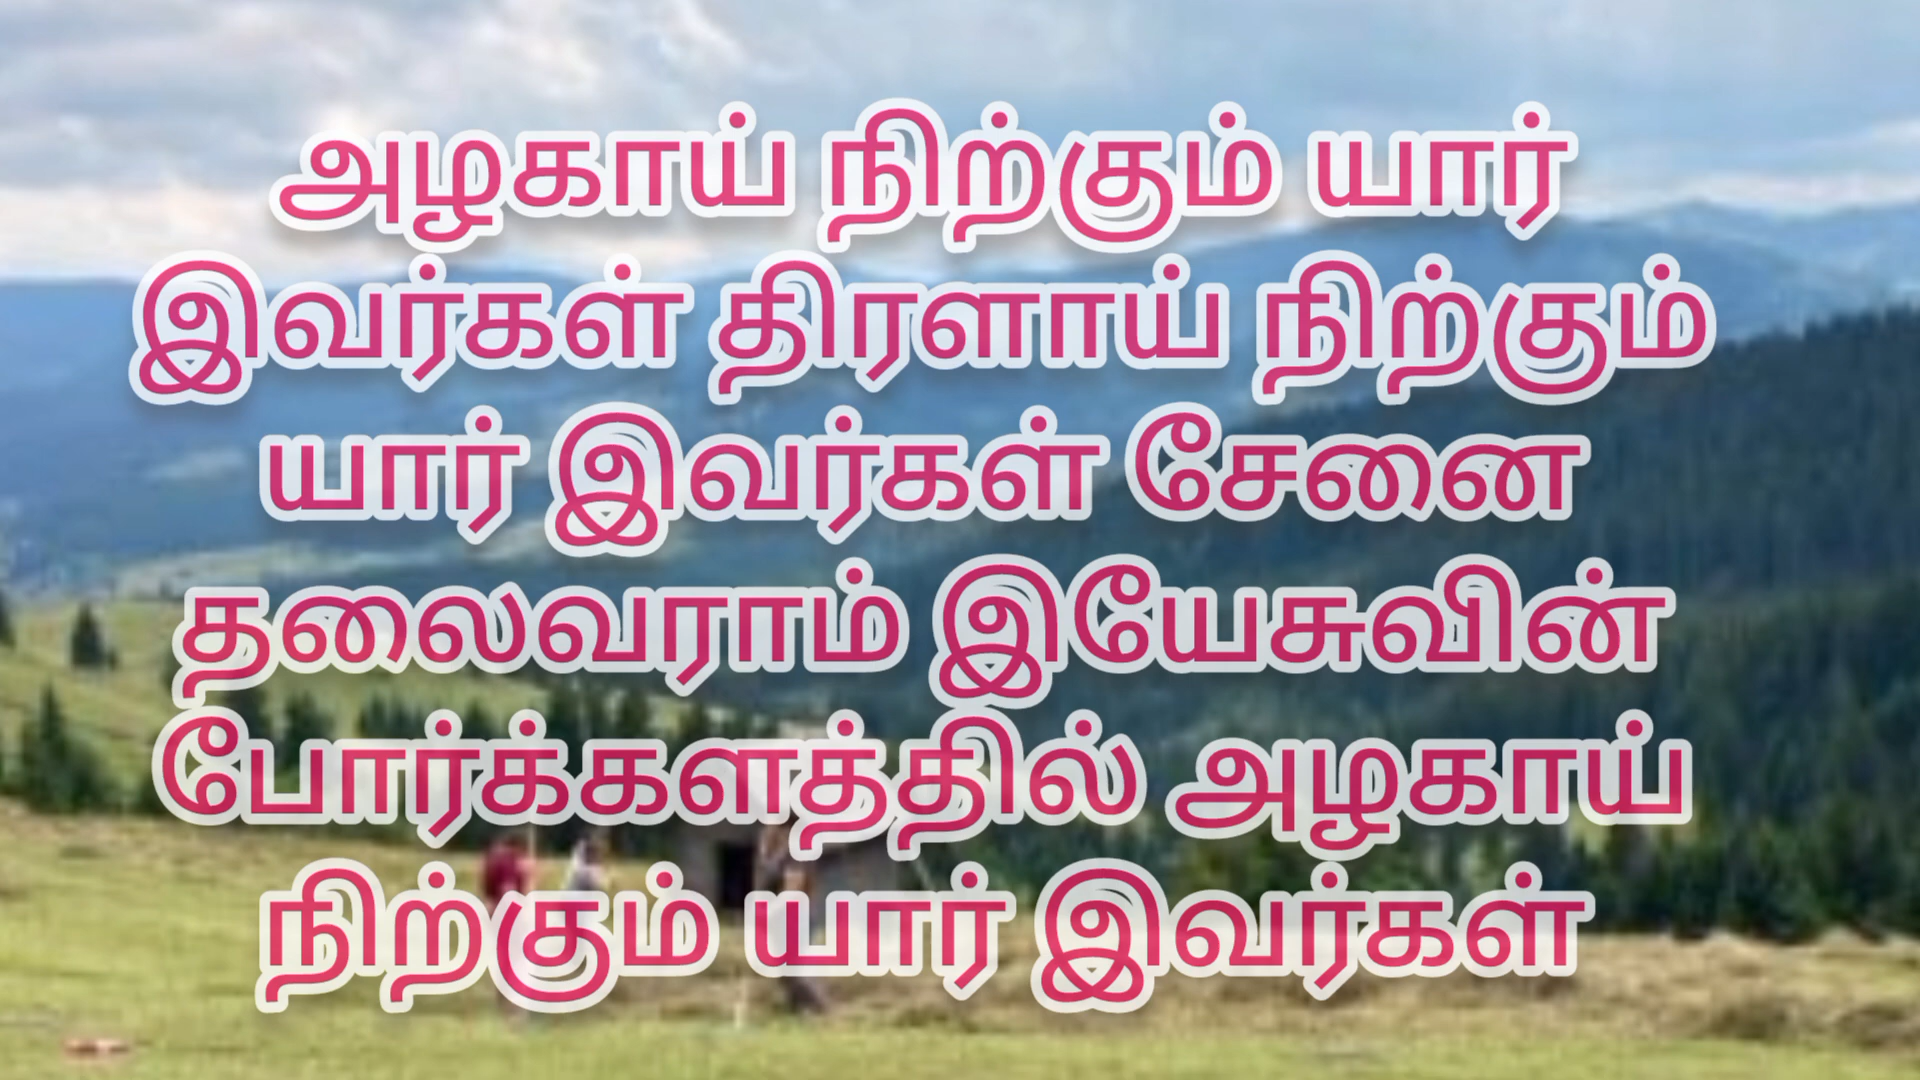 அழகாய் நிற்கும் யார்
இவர்கள் திரளாய் நிற்கும்
யார் இவர்கள் சேனை
தலைவராம் இயேசுவின்
போர்க்களத்தில் அழகாய்
நிற்கும் யார் இவர்கள்